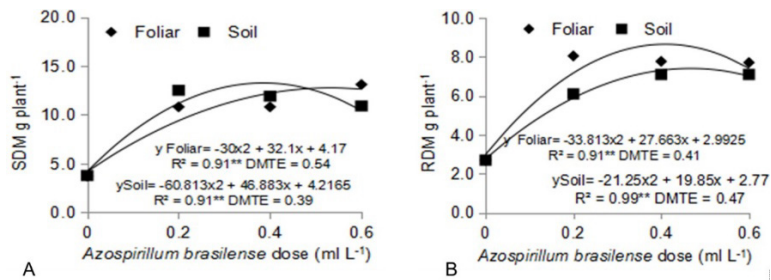 Foliar Soil
15.0
10.0
5.0
0.0
SDM g plant⁻¹
y Foliar= -30x2 + 32.1x + 4.17
R² = 0.91** DMTE = 0.54
ySoil= -60.813x2 + 46.883x + 4.2165
R² = 0.91** DMTE = 0.39
0 0.2 0.4 0.6
Azospirillum brasilense dose (ml L⁻¹)
A
Foliar Soil
10.0
8.0
6.0
4.0
2.0
0.0
RDM g plant⁻¹
y Foliar= -33.813x2 + 27.663x + 2.9925
R² = 0.91** DMTE = 0.41
ySoil= -21.25x2 + 19.85x + 2.77
R² = 0.99** DMTE = 0.47
0 0.2 0.4 0.6
Azospirillum brasilense dose (ml L⁻¹)
B